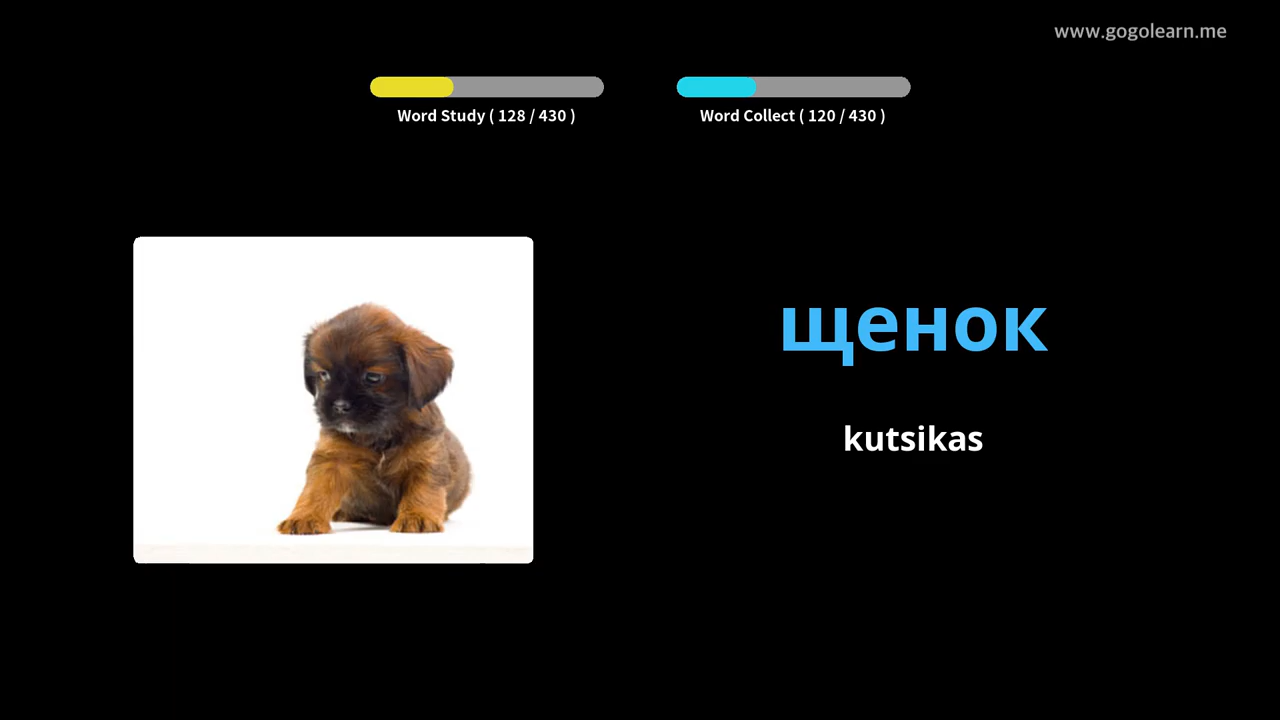 www.gogolearn.me
Word Study ( 128 / 430 )
Word Collect ( 120 / 430 )
щенок
kutsikas